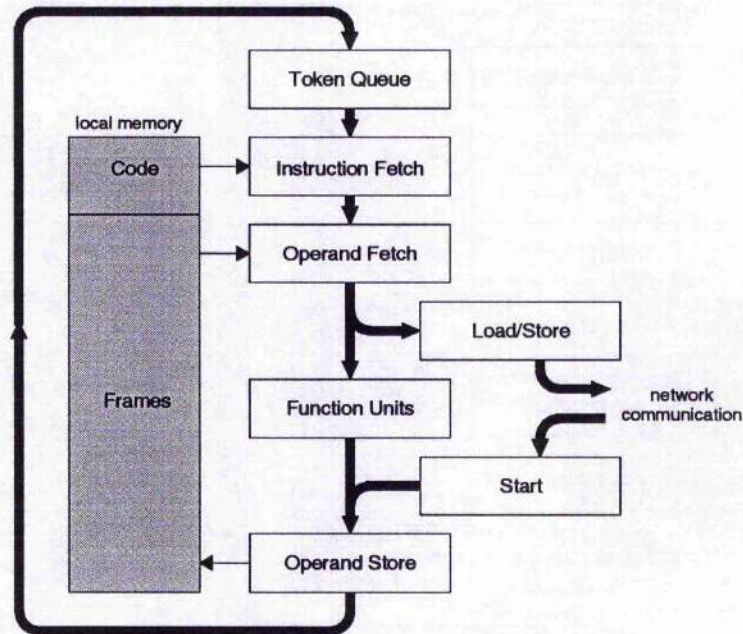 Token Queue
local memory
Code
Instruction Fetch
Operand Fetch
Load/Store
Frames
Function Units
network
communication
Start
Operand Store